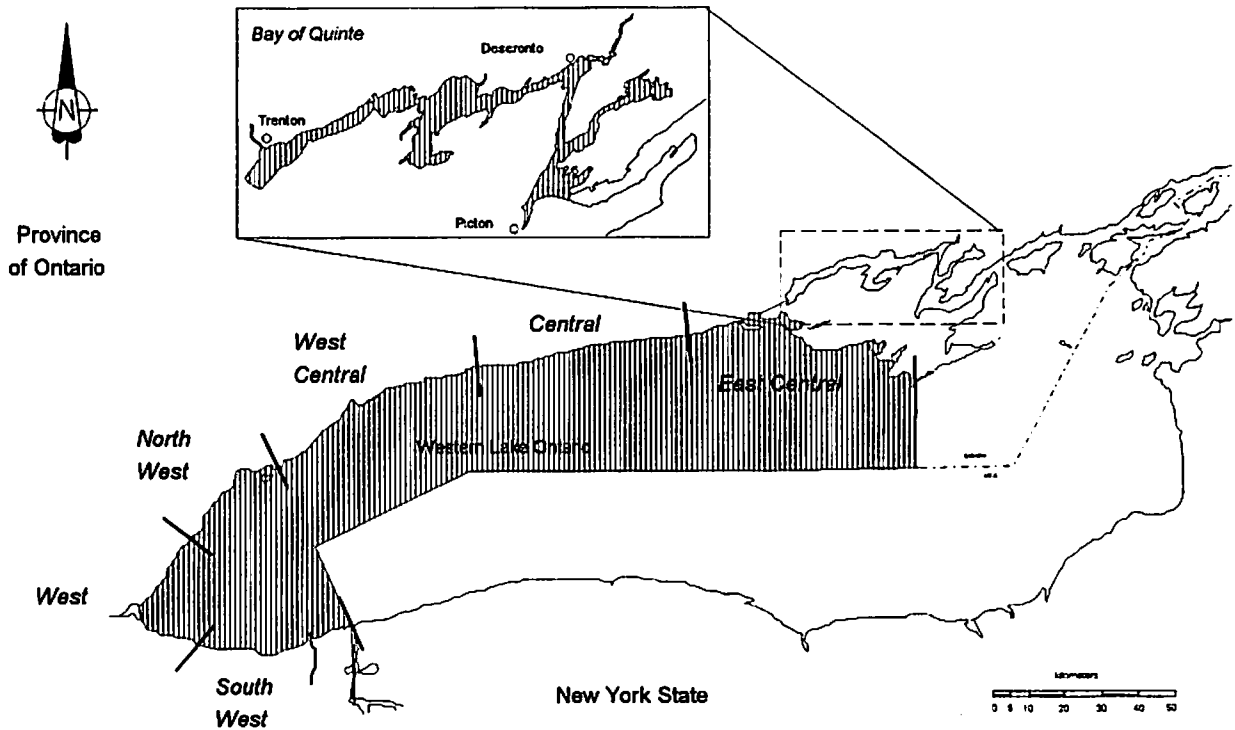 Bay of Quinte
Deseronto
Trenton
Picton
N
Province
of Ontario
Central
West
Central
East Central
North
West
Western Lake Ontario
West
South
West
New York State
kilometers
0 5 10 20 30 40 50